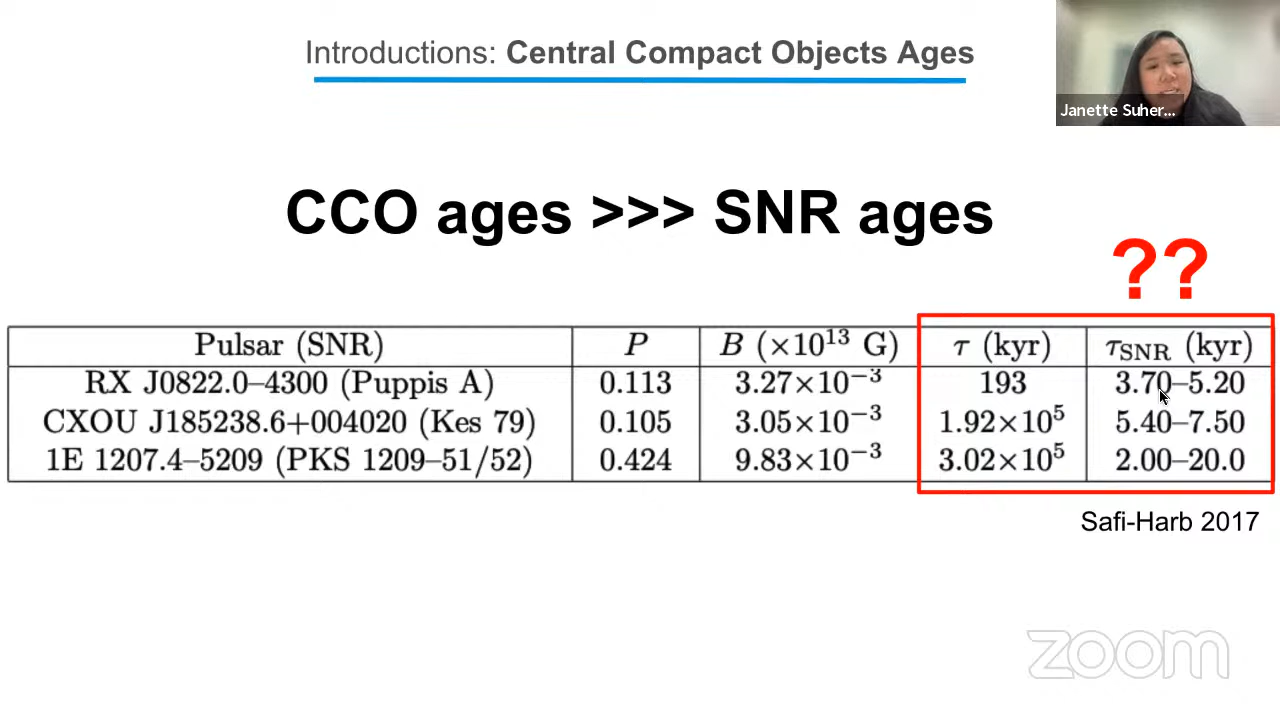 Introductions: Central Compact Objects Ages
Janette Suher...
CCO ages >>> SNR ages
??
Pulsar (SNR) P B (×10¹³ G) τ (kyr) τSNR (kyr)
RX J0822.0–4300 (Puppis A) 0.113 3.27×10⁻³ 193 3.70–5.20
CXOU J185238.6+004020 (Kes 79) 0.105 3.05×10⁻³ 1.92×10⁵ 5.40–7.50
1E 1207.4–5209 (PKS 1209–51/52) 0.424 9.83×10⁻³ 3.02×10⁵ 2.00–20.0
Safi-Harb 2017
zoom